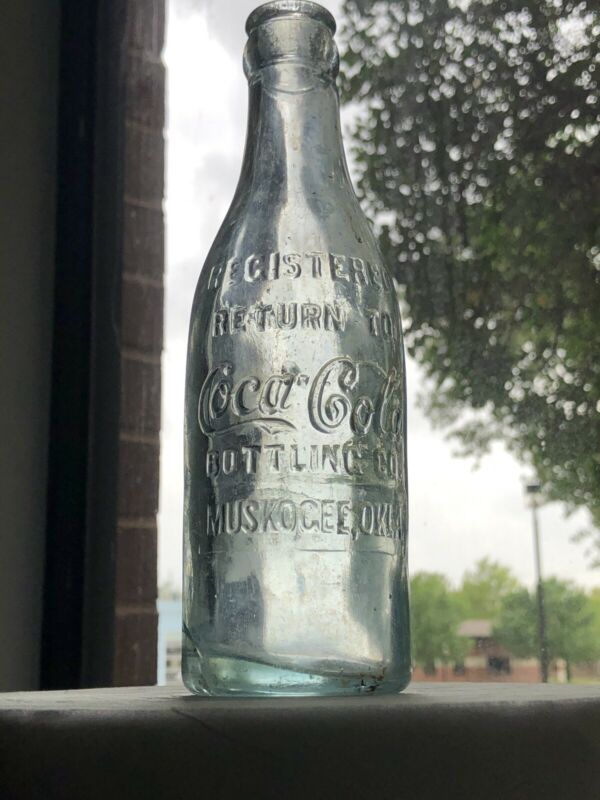 REGISTERED
RETURN TO
Coca-Cola
BOTTLING CO.
MUSKOGEE, OKLA.